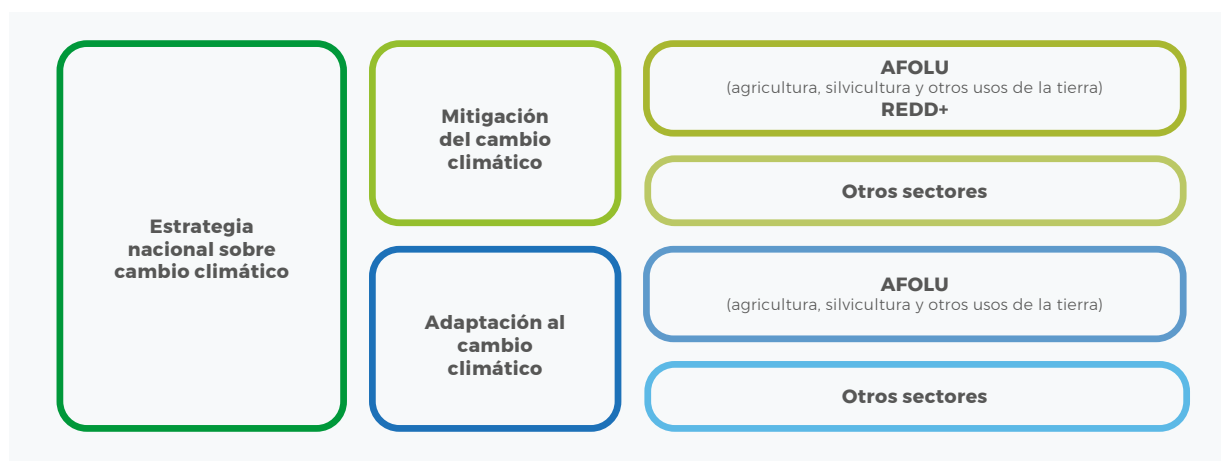 Estrategia
nacional sobre
cambio climático
Mitigación
del cambio
climático
AFOLU
(agricultura, silvicultura y otros usos de la tierra)
REDD+
Otros sectores
Adaptación al
cambio
climático
AFOLU
(agricultura, silvicultura y otros usos de la tierra)
Otros sectores